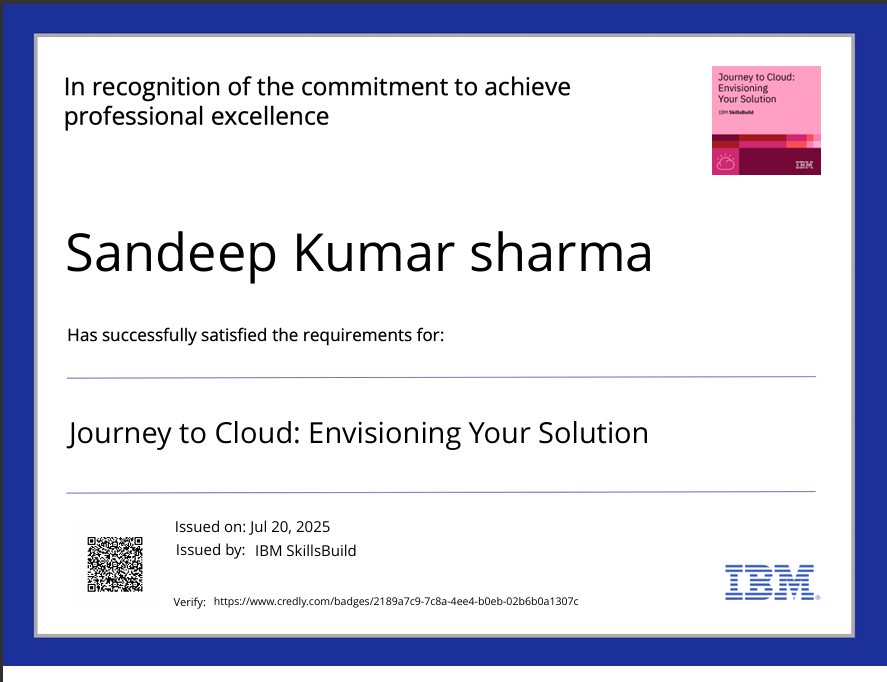 In recognition of the commitment to achieve
professional excellence
Journey to Cloud:
Envisioning
Your Solution
IBM SkillsBuild
IBM
Sandeep Kumar sharma
Has successfully satisfied the requirements for:
Journey to Cloud: Envisioning Your Solution
Issued on: Jul 20, 2025
Issued by: IBM SkillsBuild
Verify: https://www.credly.com/badges/2189a7c9-7c8a-4ee4-b0eb-02b6b0a1307c
IBM®